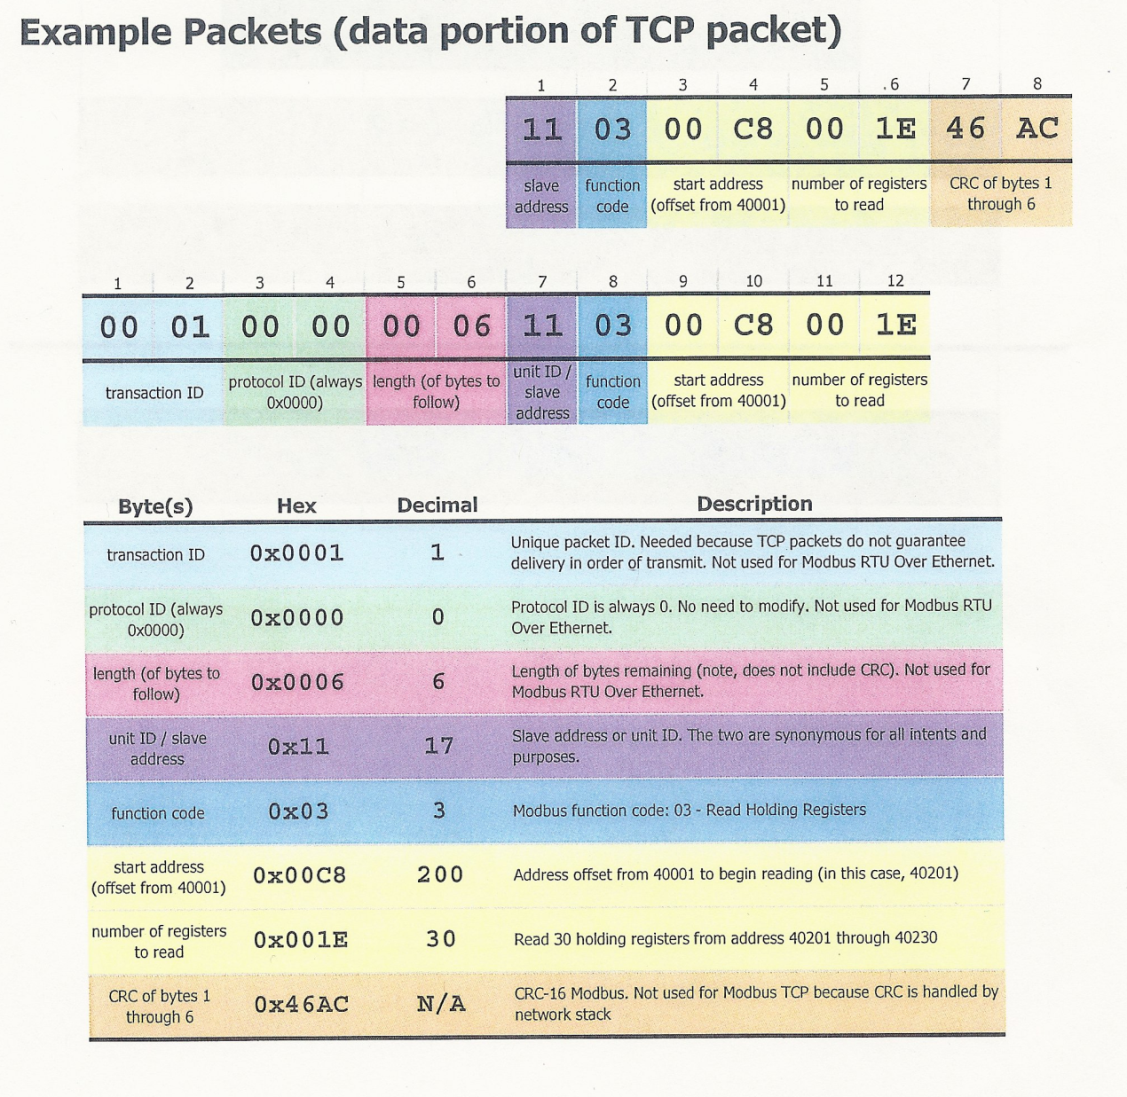 Example Packets (data portion of TCP packet)
1 2 3 4 5 .6 7 8
11 03 00 C8 00 1E 46 AC
slave address
function code
start address (offset from 40001)
number of registers to read
CRC of bytes 1 through 6
1 2 3 4 5 6 7 8 9 10 11 12
00 01 00 00 00 06 11 03 00 C8 00 1E
transaction ID
protocol ID (always 0x0000)
length (of bytes to follow)
unit ID / slave address
function code
start address (offset from 40001)
number of registers to read
Byte(s) Hex Decimal Description
transaction ID 0x0001 1 Unique packet ID. Needed because TCP packets do not guarantee
delivery in order of transmit. Not used for Modbus RTU Over Ethernet.
protocol ID (always 0x0000) 0x0000 0 Protocol ID is always 0. No need to modify. Not used for Modbus RTU
Over Ethernet.
length (of bytes to follow) 0x0006 6 Length of bytes remaining (note, does not include CRC). Not used for
Modbus RTU Over Ethernet.
unit ID / slave address 0x11 17 Slave address or unit ID. The two are synonymous for all intents and
purposes.
function code 0x03 3 Modbus function code: 03 - Read Holding Registers
start address (offset from 40001) 0x00C8 200 Address offset from 40001 to begin reading (in this case, 40201)
number of registers to read 0x001E 30 Read 30 holding registers from address 40201 through 40230
CRC of bytes 1 through 6 0x46AC N/A CRC-16 Modbus. Not used for Modbus TCP because CRC is handled by
network stack